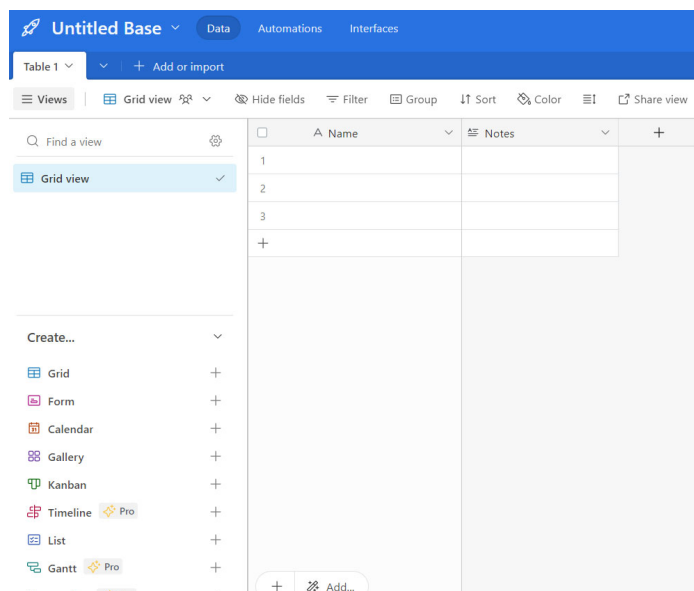 Untitled Base Data Automations Interfaces
Table 1 + Add or import
Views Grid view Hide fields Filter Group Sort Color Share view
Find a view
Grid view
A Name Notes +
1
2
3
+
Create...
Grid +
Form +
Calendar +
Gallery +
Kanban +
Timeline Pro +
List +
Gantt Pro +
+ Add...